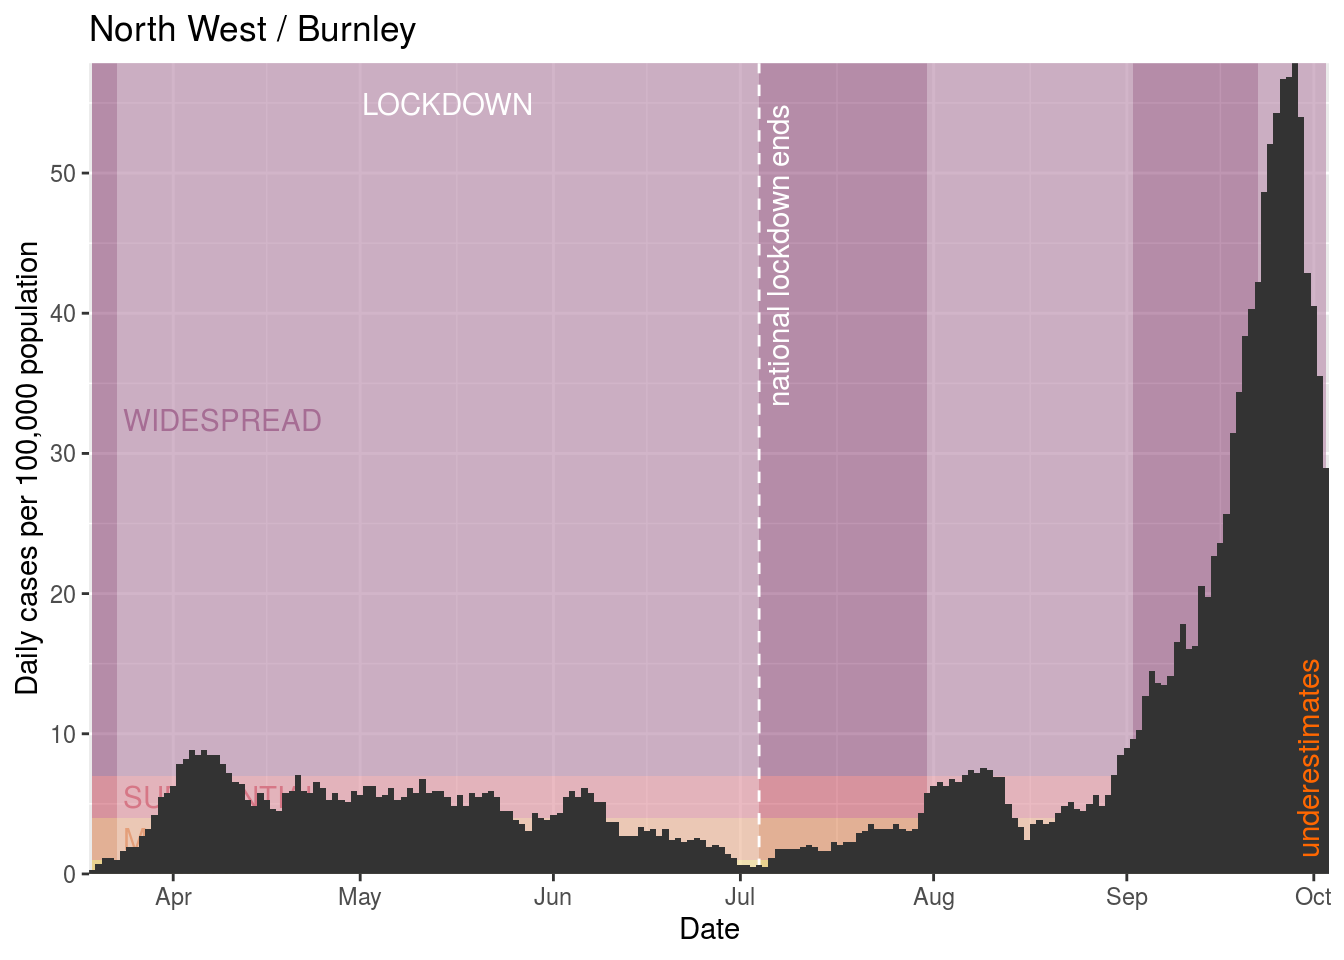 North West / Burnley
LOCKDOWN
national lockdown ends
WIDESPREAD
underestimates
Daily cases per 100,000 population
50
40
30
20
10
0
Apr
May
Jun
Jul
Aug
Sep
Oct
Date